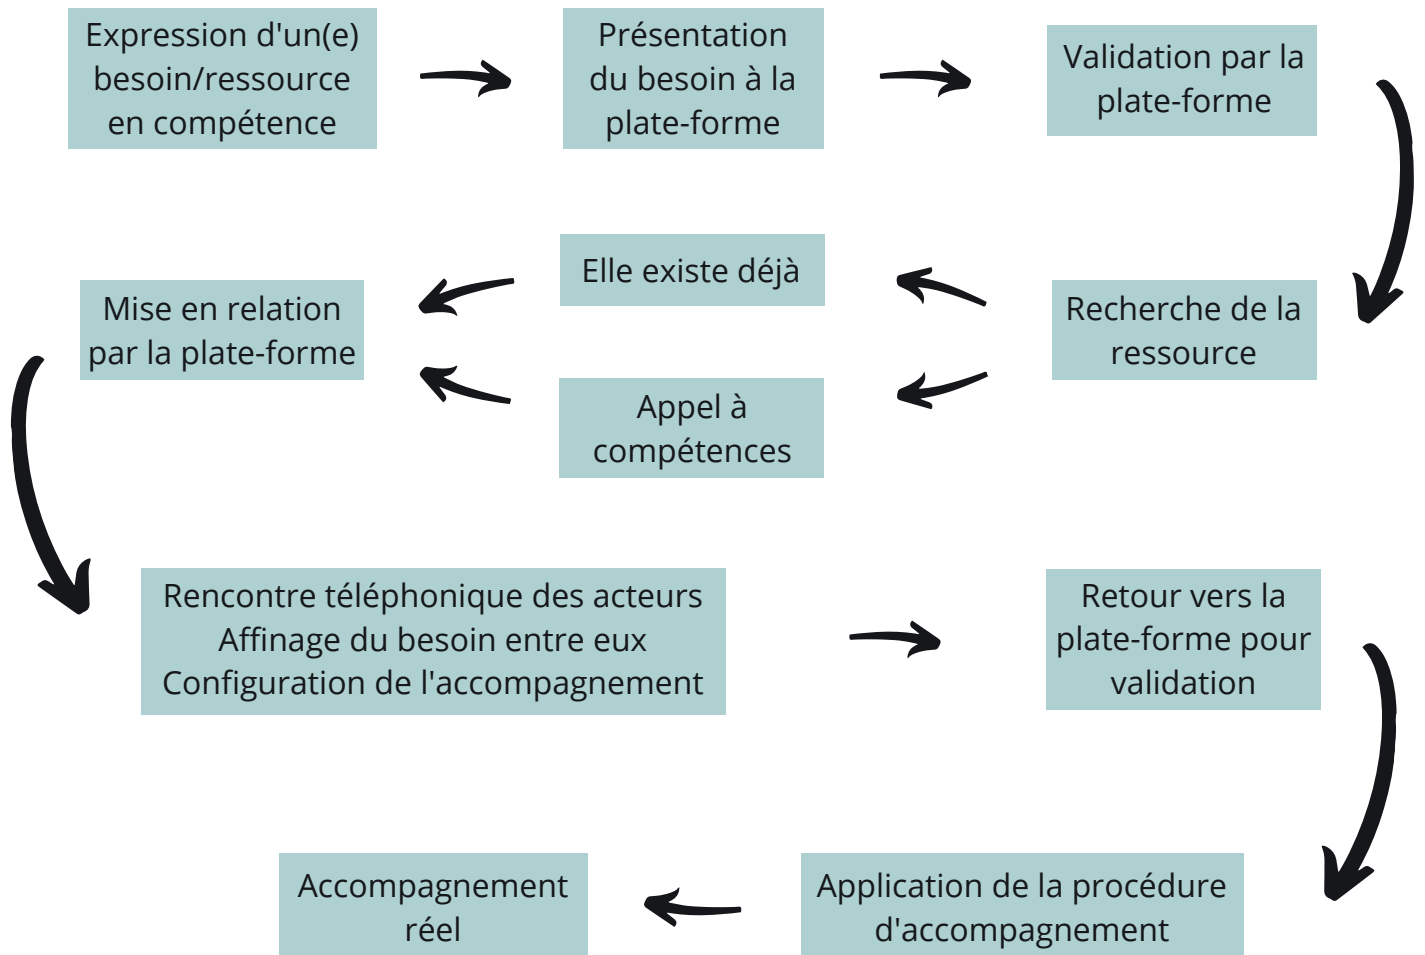 Expression d'un(e)
besoin/ressource
en compétence
Présentation
du besoin à la
plate-forme
Validation par la
plate-forme
Recherche de la
ressource
Elle existe déjà
Appel à
compétences
Mise en relation
par la plate-forme
Rencontre téléphonique des acteurs
Affinage du besoin entre eux
Configuration de l'accompagnement
Retour vers la
plate-forme pour
validation
Application de la procédure
d'accompagnement
Accompagnement
réel